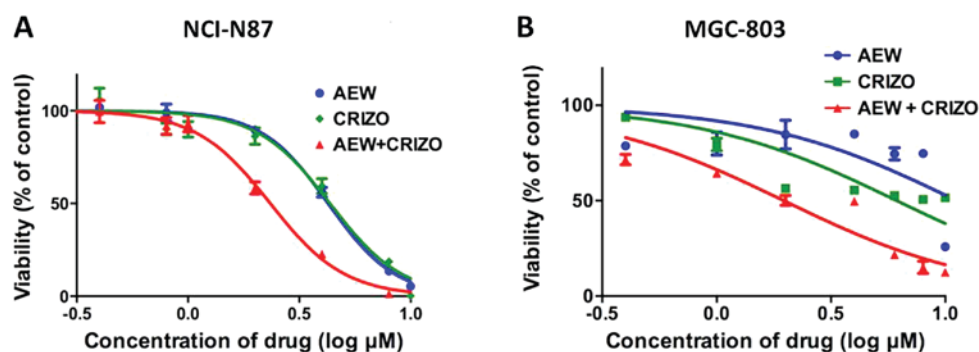 A
NCI-N87
Viability (% of control)
100
50
0
-0.5
0.0
0.5
1.0
Concentration of drug (log µM)
AEW
CRIZO
AEW+CRIZO
B
MGC-803
Viability (% of control)
100
50
0
0.0
0.5
1.0
Concentration of drug (log µM)
AEW
CRIZO
AEW + CRIZO
-0.5